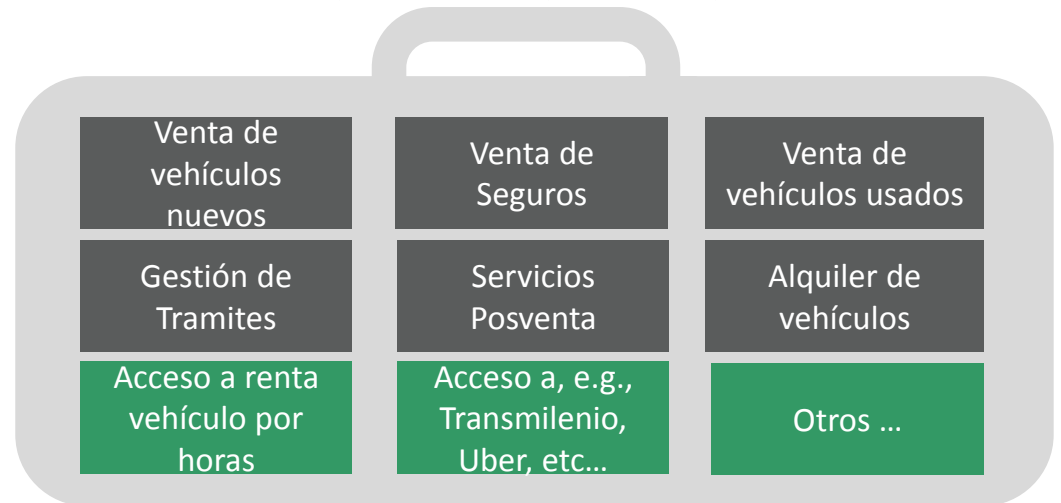 Venta de
vehículos
nuevos
Venta de
Seguros
Venta de
vehículos usados
Gestión de
Tramites
Servicios
Posventa
Alquiler de
vehículos
Acceso a renta
vehículo por
horas
Acceso a, e.g.,
Transmilenio,
Uber, etc...
Otros ...